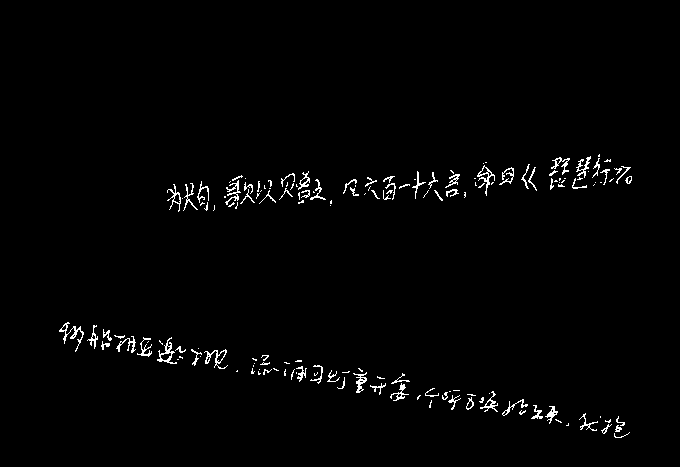 为长句,歌以赠之,凡六百一十六言,命曰《琵琶行》。
移船相近邀相见,添酒回灯重开宴,千呼万唤始出来,犹抱